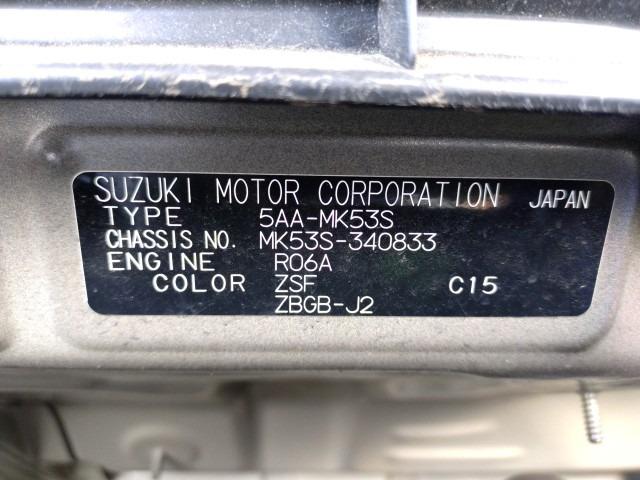 SUZUKI MOTOR CORPORATION JAPAN
TYPE 5AA-MK53S
CHASSIS NO. MK53S-340833
ENGINE R06A
COLOR ZSF C15
ZBGB-J2